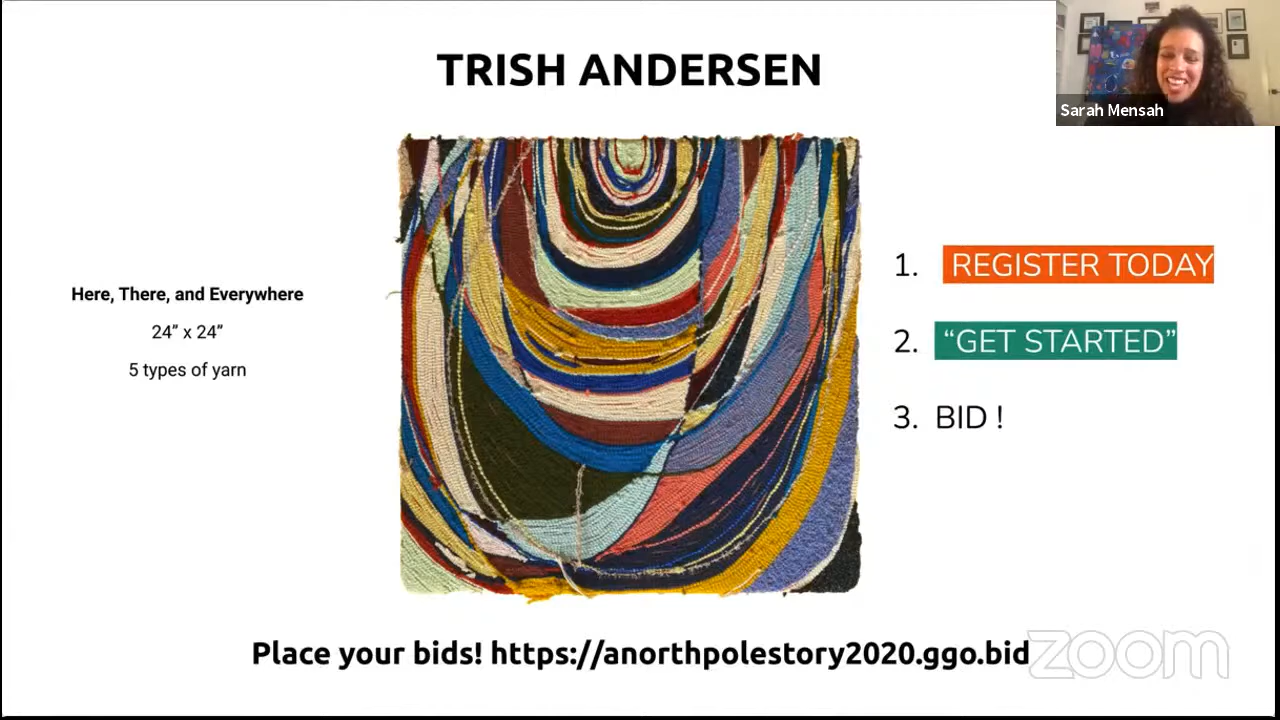 TRISH ANDERSEN
Sarah Mensah
Here, There, and Everywhere
24” x 24”
5 types of yarn
1. REGISTER TODAY
2. “GET STARTED”
3. BID !
Place your bids! https://anorthpolestory2020.ggo.bid
zoom